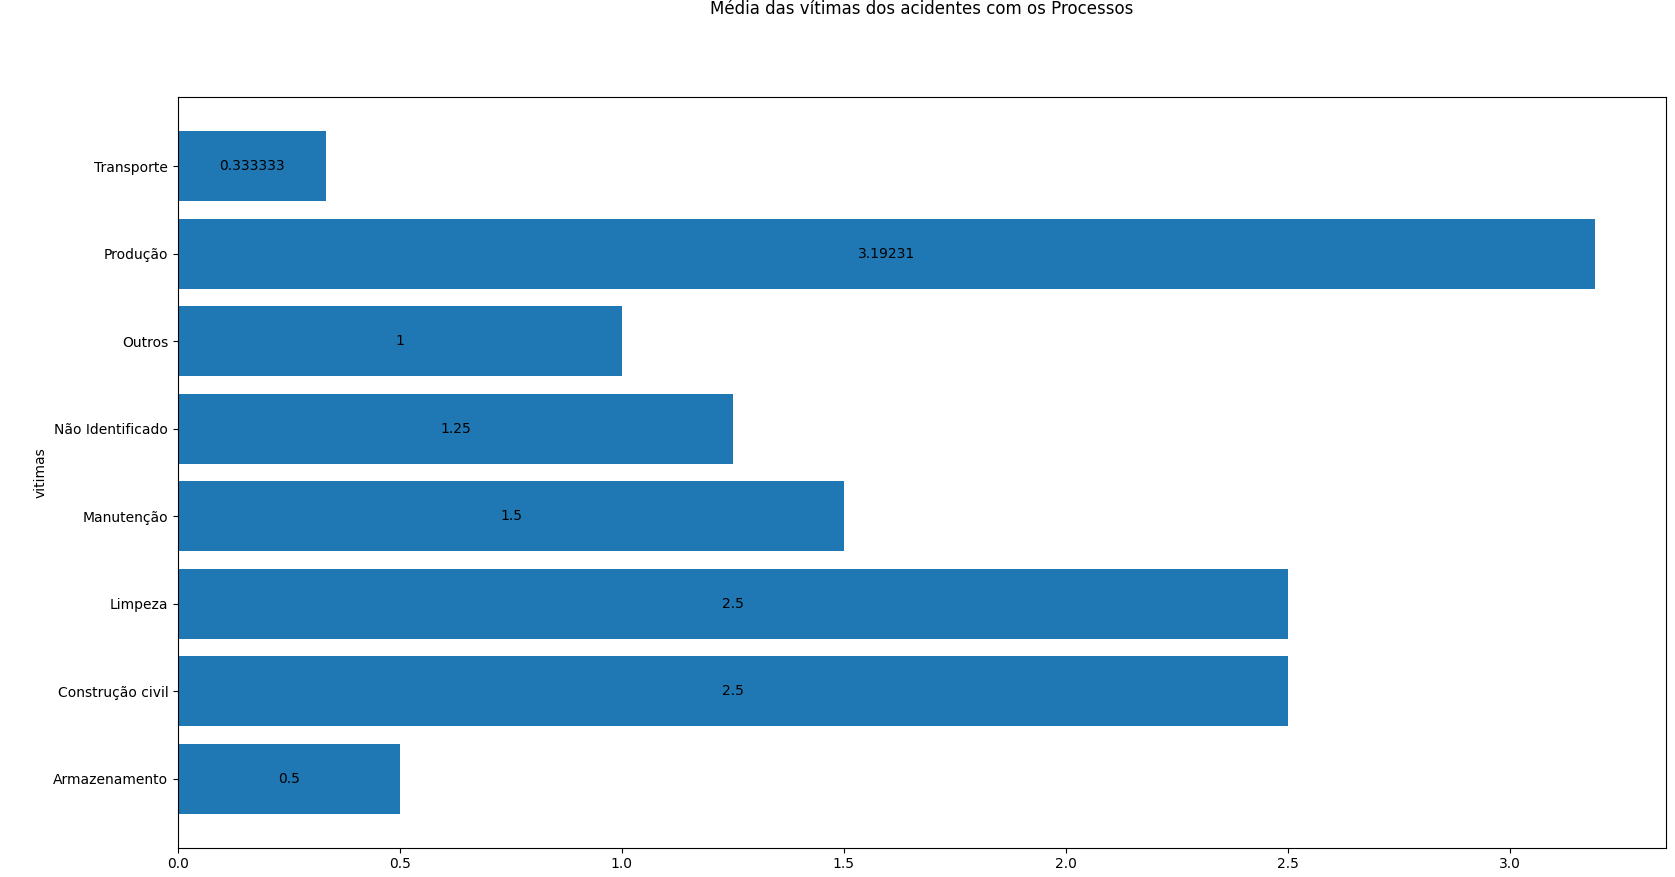 Média das vítimas dos acidentes com os Processos
Transporte
0.333333
Produção
3.19231
Outros
1
Não Identificado
1.25
vitimas
Manutenção
1.5
Limpeza
2.5
Construção civil
2.5
Armazenamento
0.5
0.0 0.5 1.0 1.5 2.0 2.5 3.0